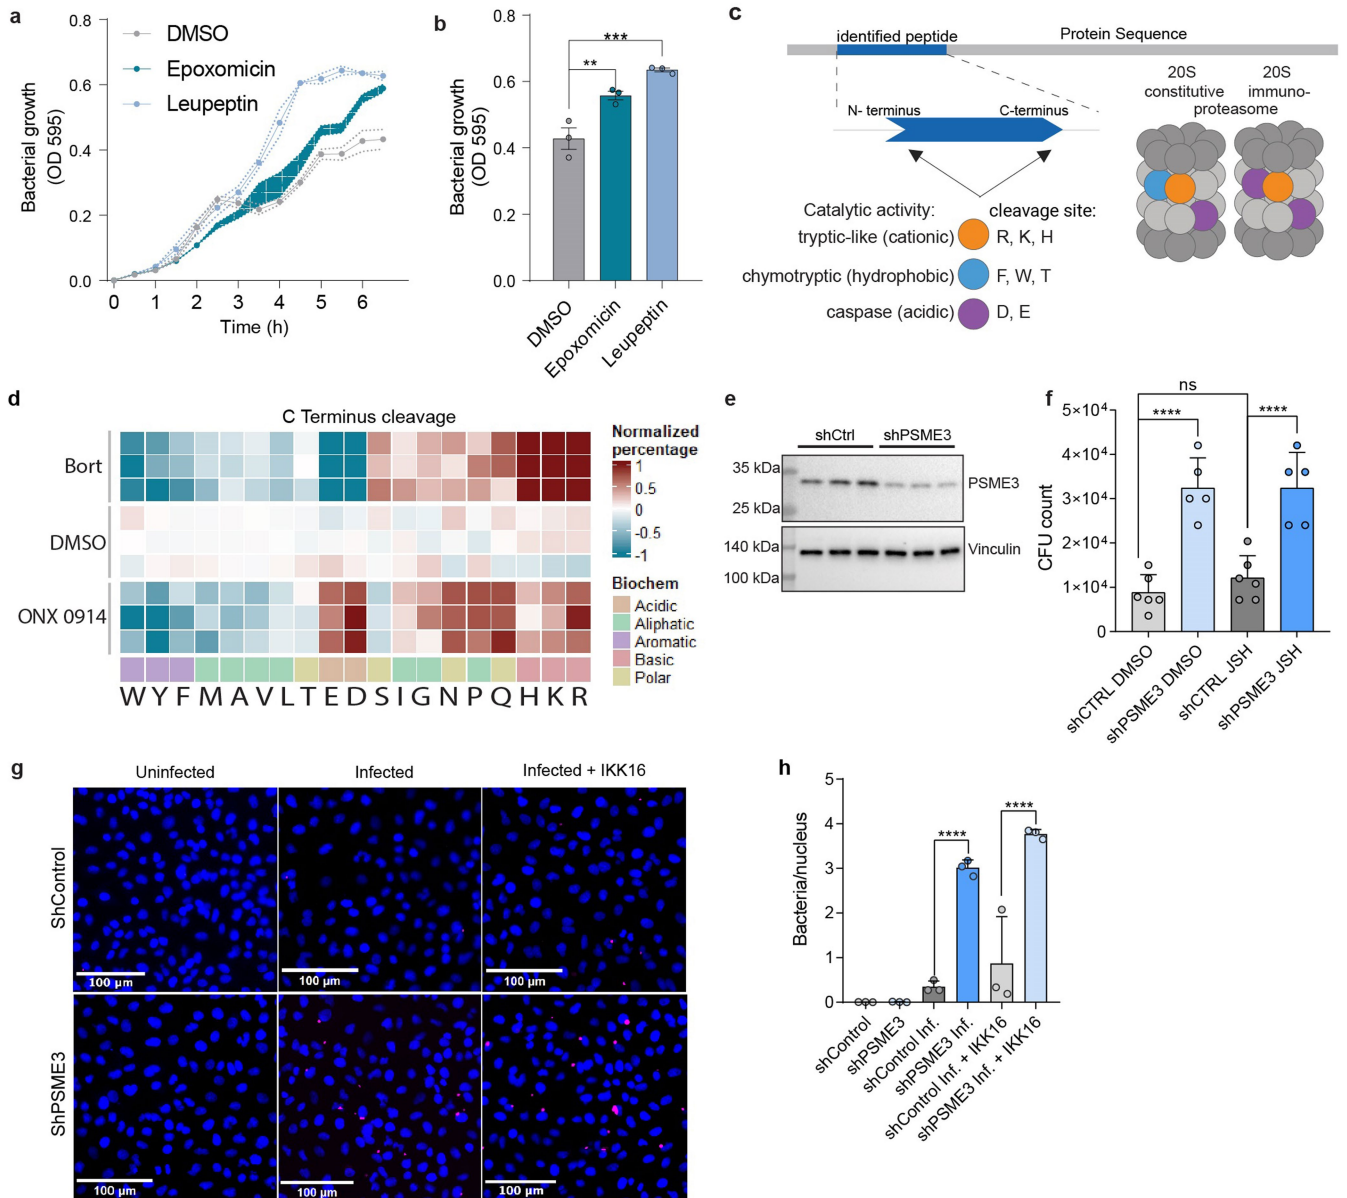 a
0.8
0.6
0.4
0.2
0.0
Bacterial growth
(OD 595)
DMSO
Epoxomicin
Leupeptin
0 1 2 3 4 5 6
Time (h)
b
0.8
0.6
0.4
0.2
0.0
Bacterial growth
(OD 595)
***
**
DMSO
Epoxomicin
Leupeptin
c
identified peptide
Protein Sequence
N- terminus
C-terminus
20S
constitutive
20S
immuno-
proteasome
Catalytic activity:
cleavage site:
tryptic-like (cationic)
R, K, H
chymotryptic (hydrophobic)
F, W, T
caspase (acidic)
D, E
d
C Terminus cleavage
Bort
DMSO
ONX 0914
W Y F M A V L T E D S I G N P Q H K R
Normalized
percentage
1
0.5
0
-0.5
-1
Biochem
Acidic
Aliphatic
Aromatic
Basic
Polar
e
shCtrl
shPSME3
35 kDa
25 kDa
PSME3
140 kDa
100 kDa
Vinculin
f
5×10⁴
4×10⁴
3×10⁴
2×10⁴
1×10⁴
0
CFU count
ns
****
****
shCTRL DMSO
shPSME3 DMSO
shCTRL JSH
shPSME3 JSH
g
Uninfected
Infected
Infected + IKK16
ShControl
100 µm
100 µm
100 µm
ShPSME3
100 µm
100 µm
100 µm
h
5
4
3
2
1
0
Bacteria/nucleus
****
****
shControl
shPSME3
shControl Inf.
shPSME3 Inf.
shControl Inf. + IKK16
shPSME3 Inf. + IKK16